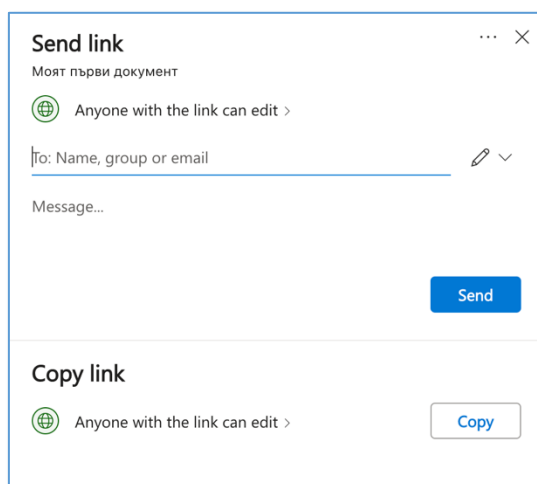 Send link
Моят първи документ
Anyone with the link can edit >
To: Name, group or email
Message...
Send
Copy link
Anyone with the link can edit >
Copy